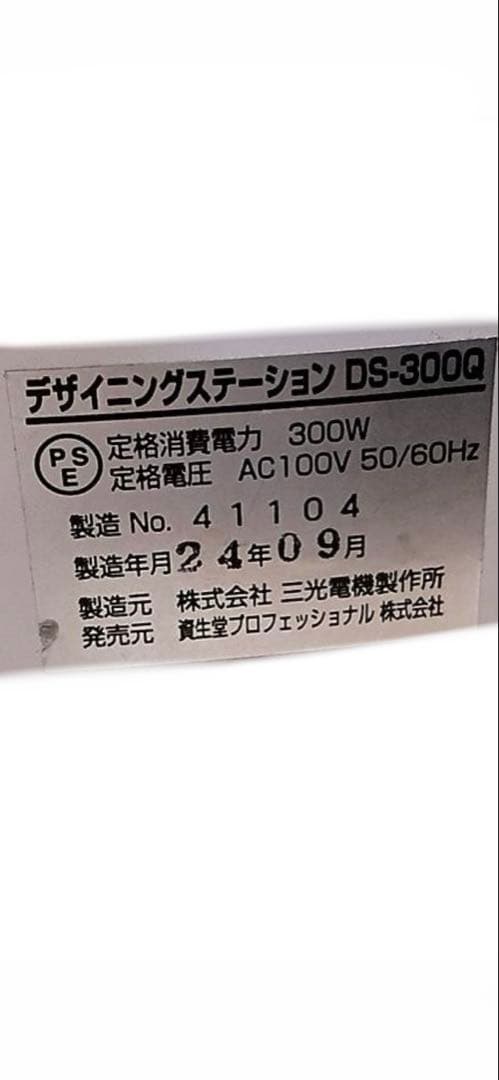 デザイニングステーション DS-300Q
PSE 定格消費電力 300W
定格電圧 AC100V 50/60Hz
製造 No. 41104
製造年月 24年09月
製造元 株式会社 三光電機製作所
発売元 資生堂プロフェッショナル 株式会社